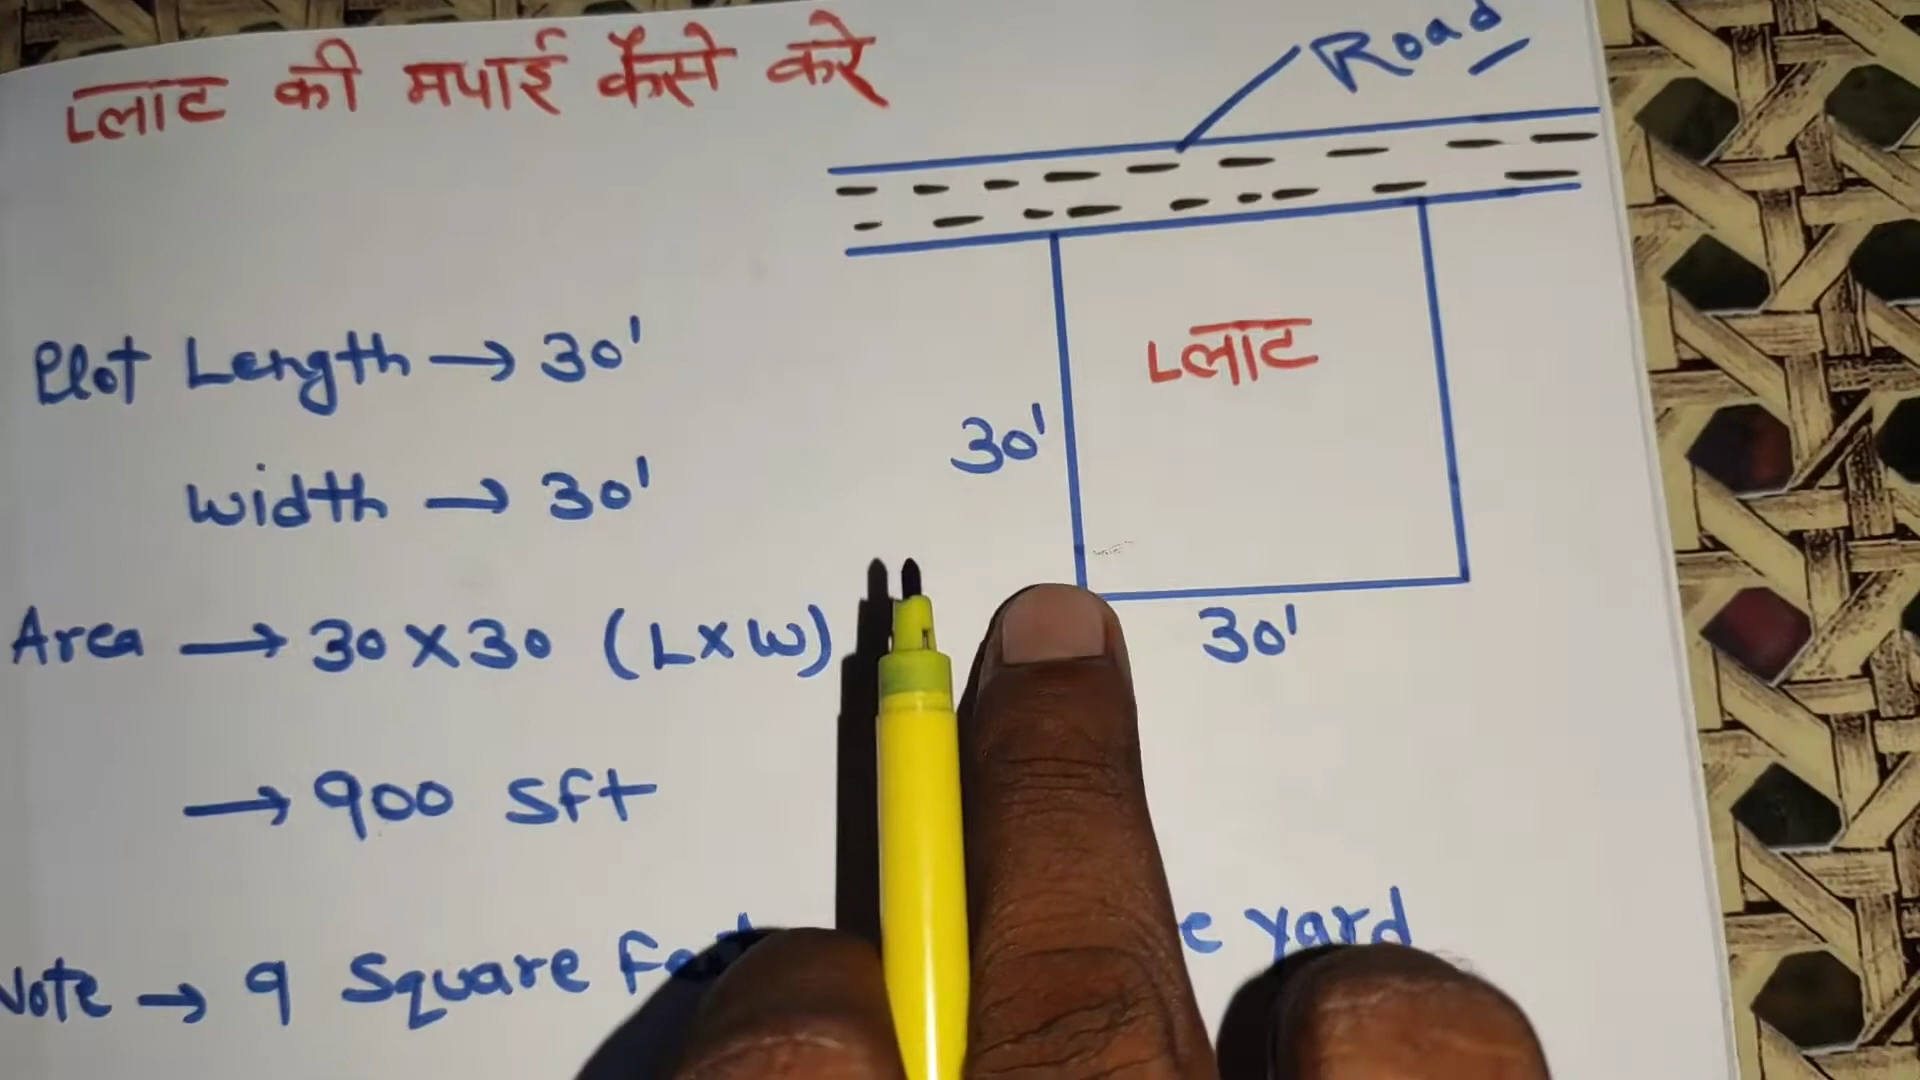 प्लाट की मपाई कैसे करे
Road
Plot Length → 30'
प्लाट
30'
width → 30'
Area → 30 X 30 (L X W)
30'
→ 900 Sft
Note → 9 Square yard